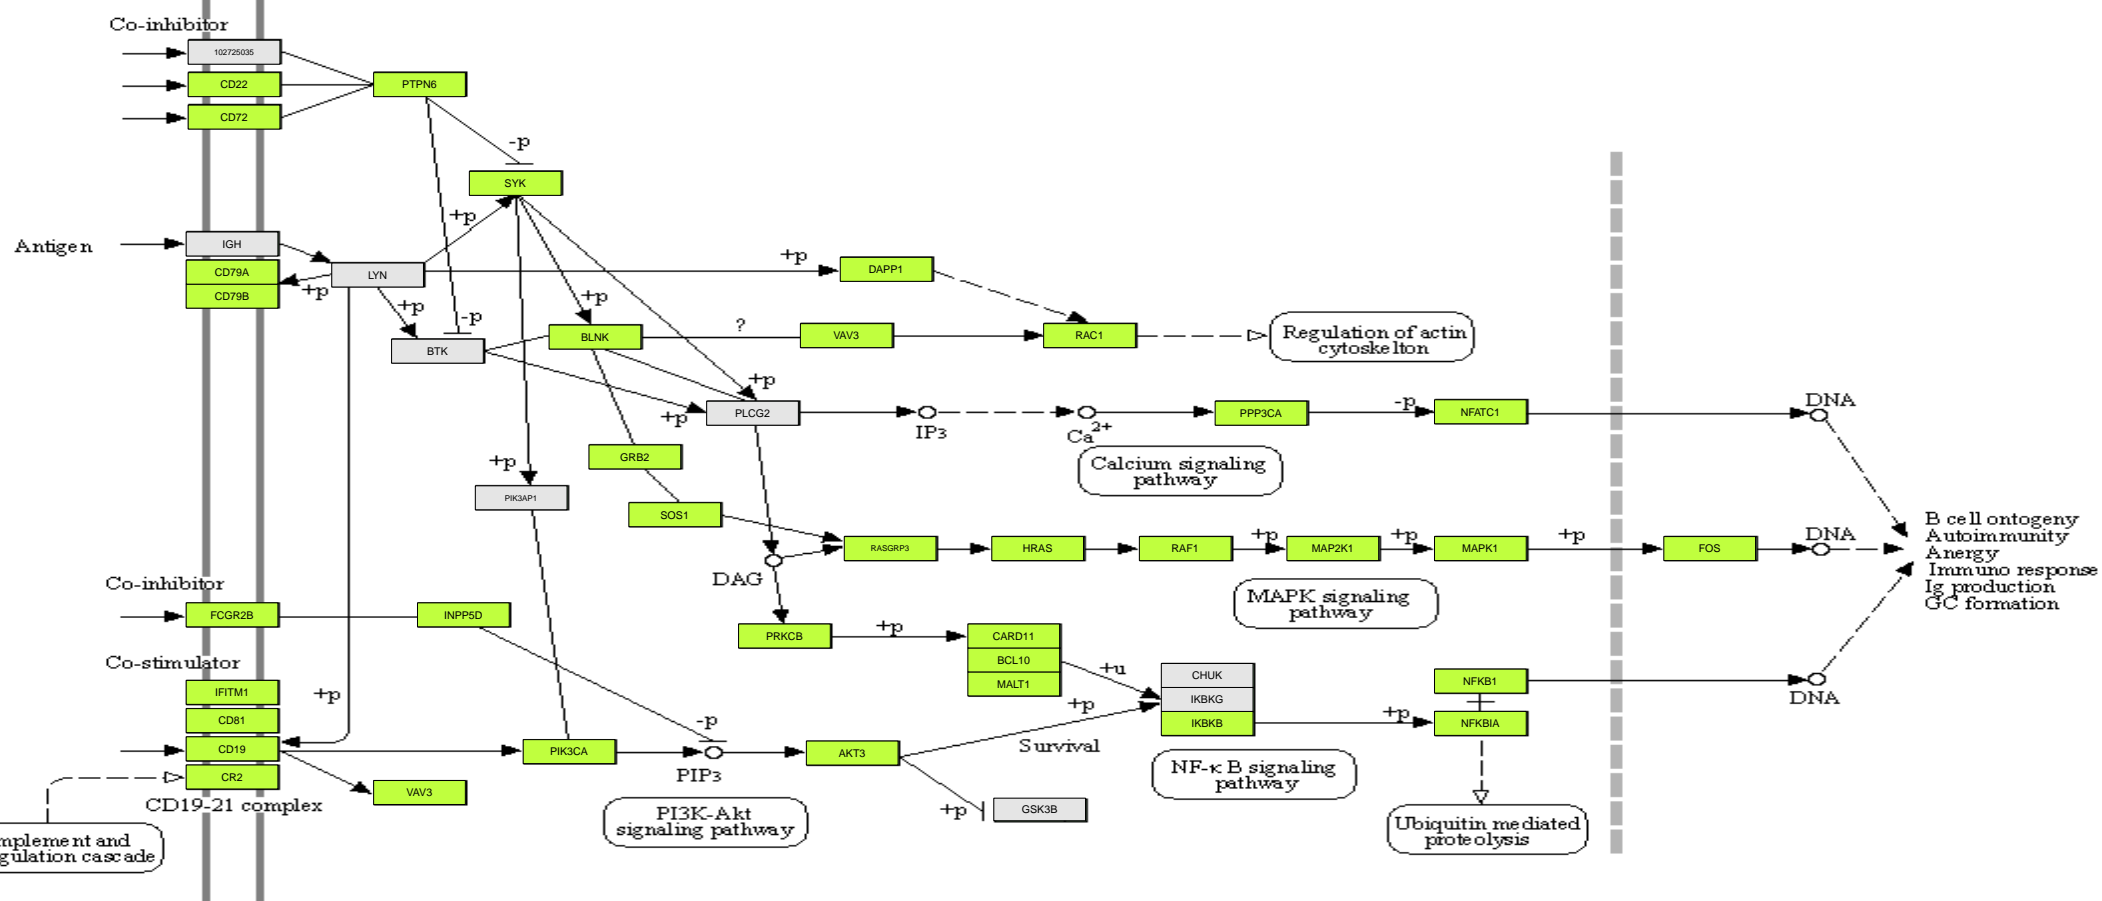 Co-inhibitor
102725035
CD22
PTPN6
CD72
-p
SYK
+p
Antigen
IGH
CD79A
LYN
+p
DAPP1
CD79B
+p
+p
-p
+p
?
BLNK
VAV3
RAC1
Regulation of actin
cytoskelton
BTK
+p
+p
PLCG2
IP3
Ca2+
PPP3CA
-p
NFATC1
DNA
GRB2
+p
Calcium signaling
pathway
PIK3AP1
SOS1
RASGRP3
HRAS
RAF1
+p
MAP2K1
+p
MAPK1
+p
FOS
DNA
B cell ontogeny
Autoimmunity
Anergy
Immuno response
Ig production
GC formation
DAG
MAPK signaling
pathway
Co-inhibitor
FCGR2B
INPP5D
PRKCB
+p
CARD11
BCL10
MALT1
+u
Co-stimulator
IFITM1
+p
CD81
CD19
CR2
CD19-21 complex
VAV3
PIK3CA
-p
PIP3
AKT3
+p
Survival
CHUK
IKBKG
IKBKB
+p
NFKB1
NFKBIA
DNA
+p
GSK3B
NF-κ B signaling
pathway
PI3K-Akt
signaling pathway
Ubiquitin mediated
proteolysis
mplement and
gulation cascade